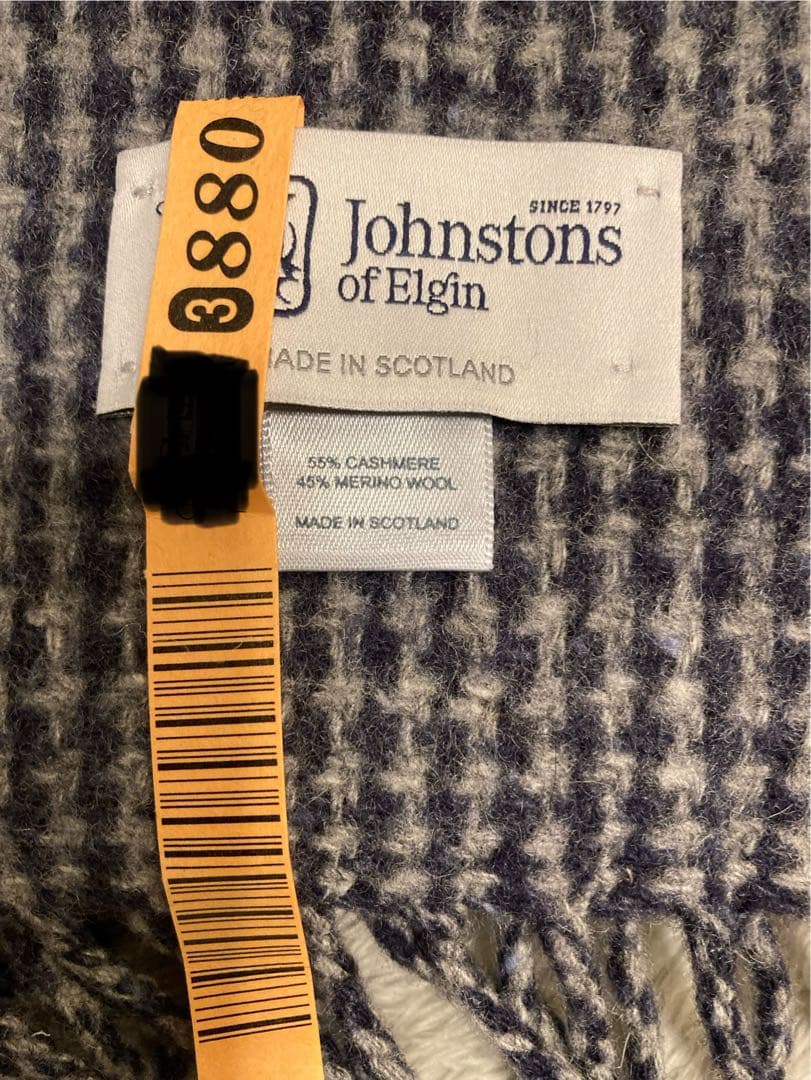 3880
SINCE 1797
Johnstons
of Elgin
ADE IN SCOTLAND
55% CASHMERE
45% MERINO WOOL
MADE IN SCOTLAND